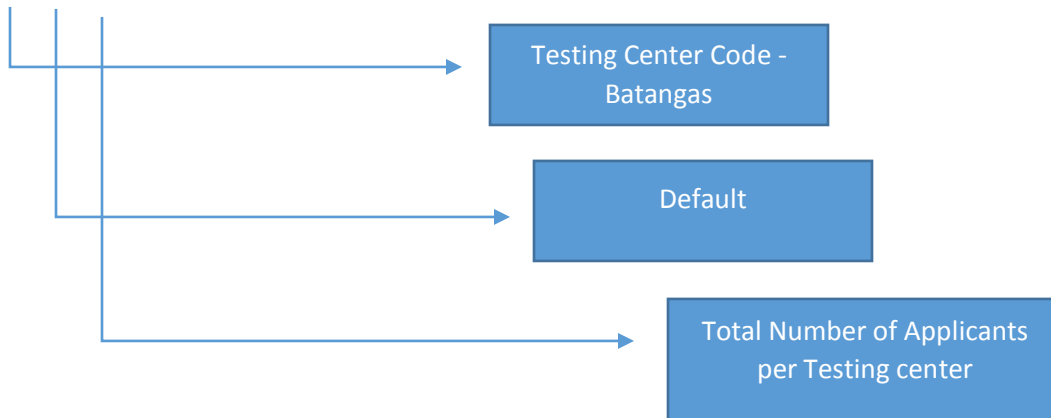 Testing Center Code -
Batangas
Default
Total Number of Applicants
per Testing center